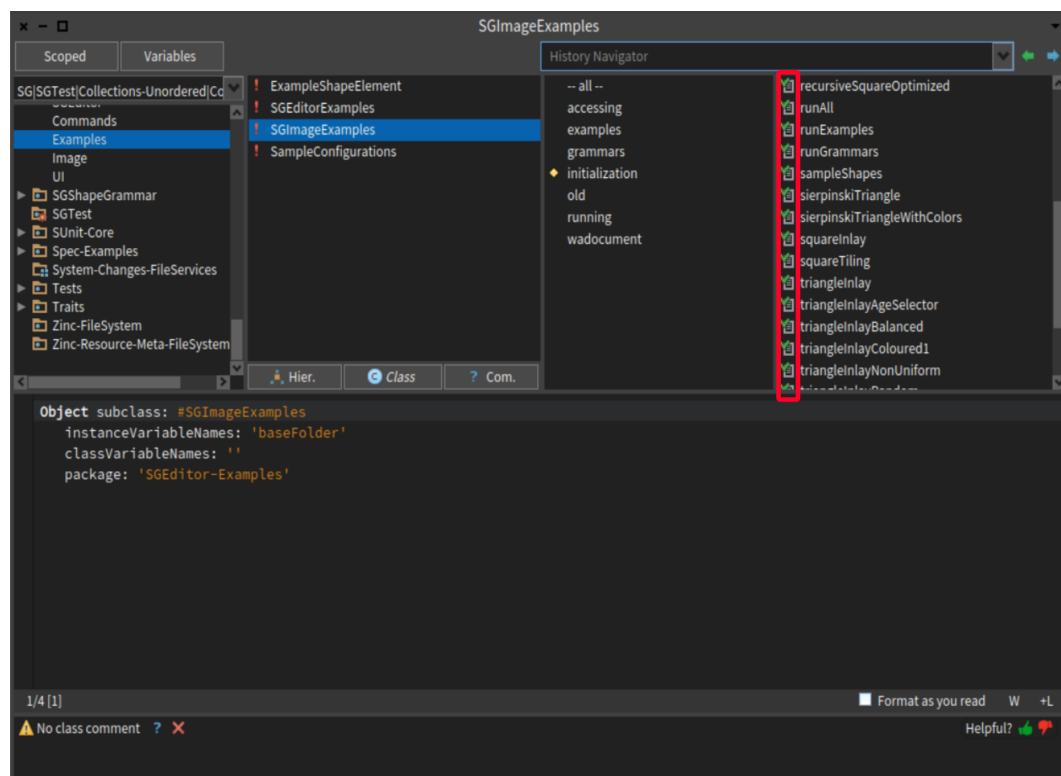 SGImageExamples
Scoped
Variables
History Navigator
SG|SGTest|Collections-Unordered|Co
Commands
Examples
Image
UI
SGShapeGrammar
SGTest
SUnit-Core
Spec-Examples
System-Changes-FileServices
Tests
Traits
Zinc-FileSystem
Zinc-Resource-Meta-FileSystem
ExampleShapeElement
SGEditorExamples
SGImageExamples
SampleConfigurations
Hier.
Class
? Com.
-- all --
accessing
examples
grammars
initialization
old
running
wadocument
recursiveSquareOptimized
runAll
runExamples
runGrammars
sampleShapes
sierpinskiTriangle
sierpinskiTriangleWithColors
squareInlay
squareTiling
triangleInlay
triangleInlayAgeSelector
triangleInlayBalanced
triangleInlayColoured1
triangleInlayNonUniform
Object subclass: #SGImageExamples
instanceVariableNames: 'baseFolder'
classVariableNames: ''
package: 'SGEditor-Examples'
1/4 [1]
Format as you read
W
+L
No class comment ?
Helpful?